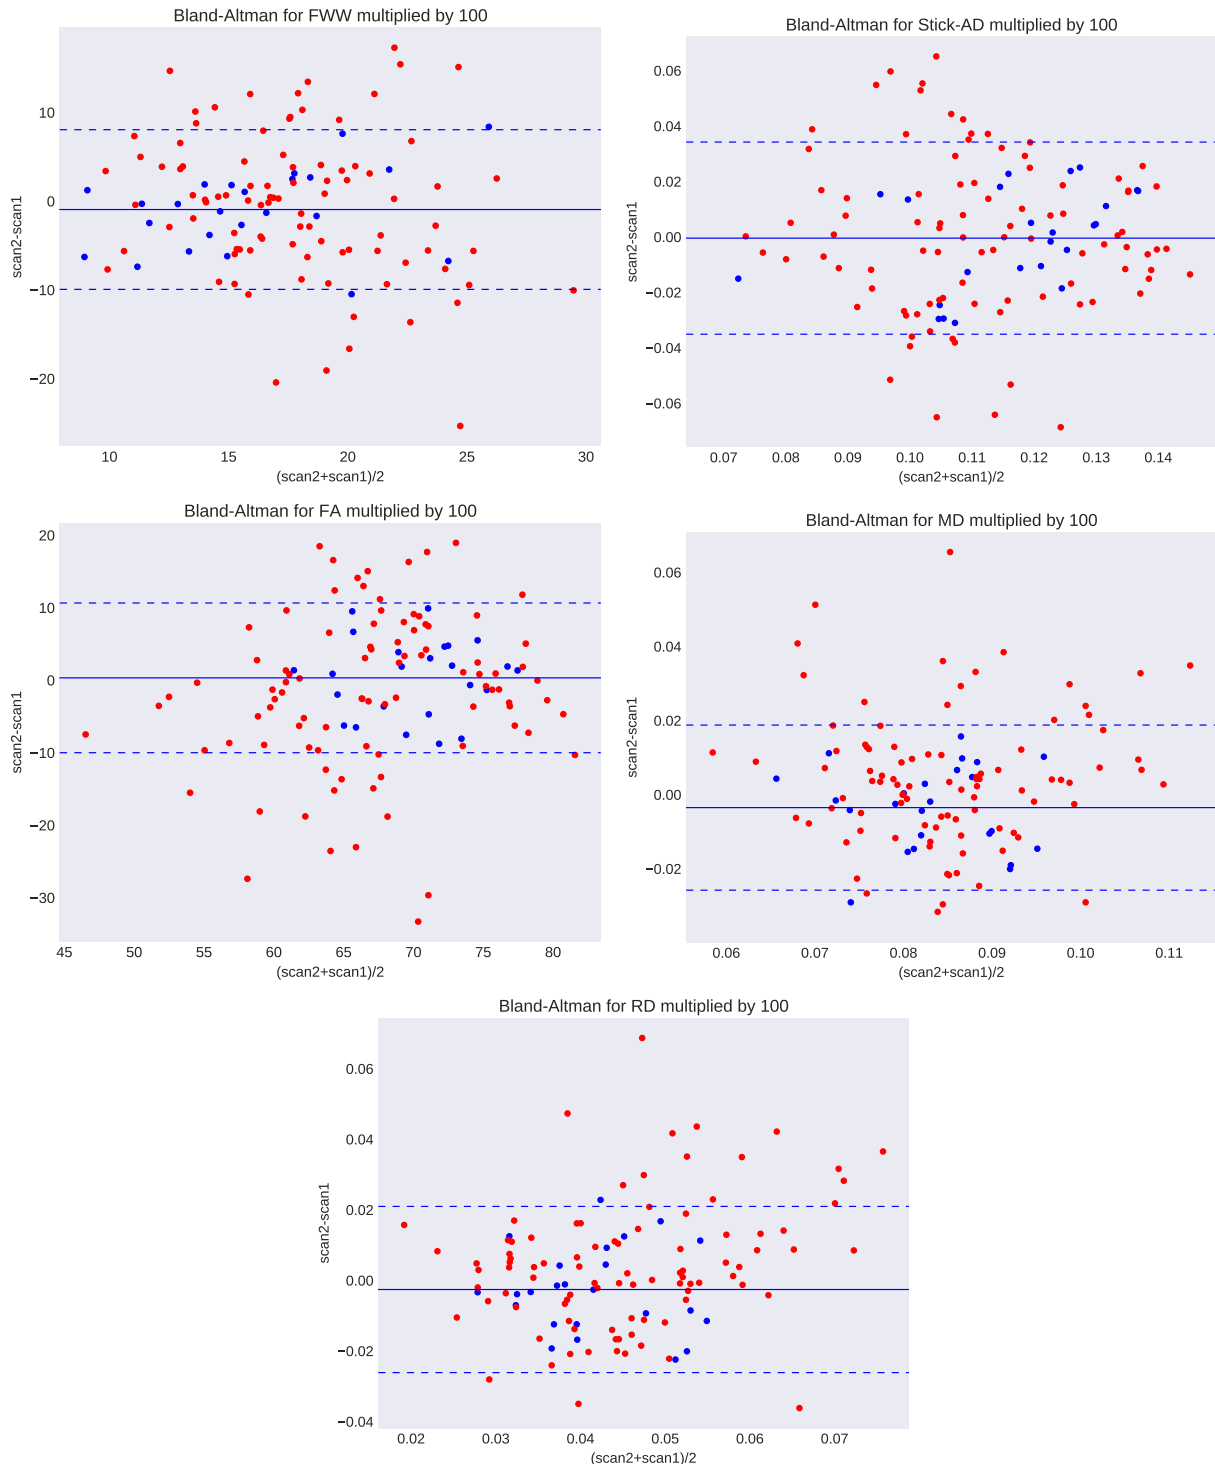 Bland-Altman for FWW multiplied by 100
scan2-scan1
10
0
−10
−20
10 15 20 25 30
(scan2+scan1)/2
Bland-Altman for Stick-AD multiplied by 100
scan2-scan1
0.06
0.04
0.02
0.00
−0.02
−0.04
−0.06
0.07 0.08 0.09 0.10 0.11 0.12 0.13 0.14
(scan2+scan1)/2
Bland-Altman for FA multiplied by 100
scan2-scan1
20
10
0
−10
−20
−30
45 50 55 60 65 70 75 80
(scan2+scan1)/2
Bland-Altman for MD multiplied by 100
scan2-scan1
0.06
0.04
0.02
0.00
−0.02
0.06 0.07 0.08 0.09 0.10 0.11
(scan2+scan1)/2
Bland-Altman for RD multiplied by 100
scan2-scan1
0.06
0.04
0.02
0.00
−0.02
−0.04
0.02 0.03 0.04 0.05 0.06 0.07
(scan2+scan1)/2